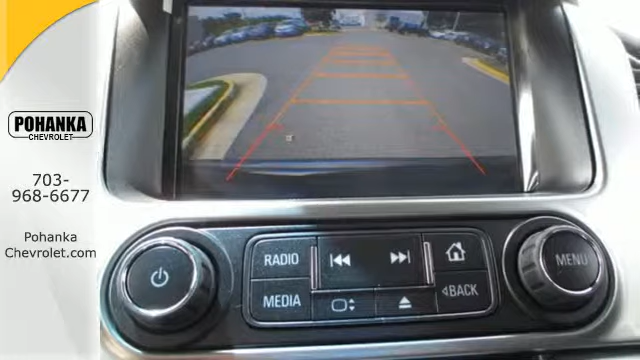 POHANKA
CHEVROLET
703-
968-6677
Pohanka
Chevrolet.com
RADIO
MEDIA
BACK
MENU